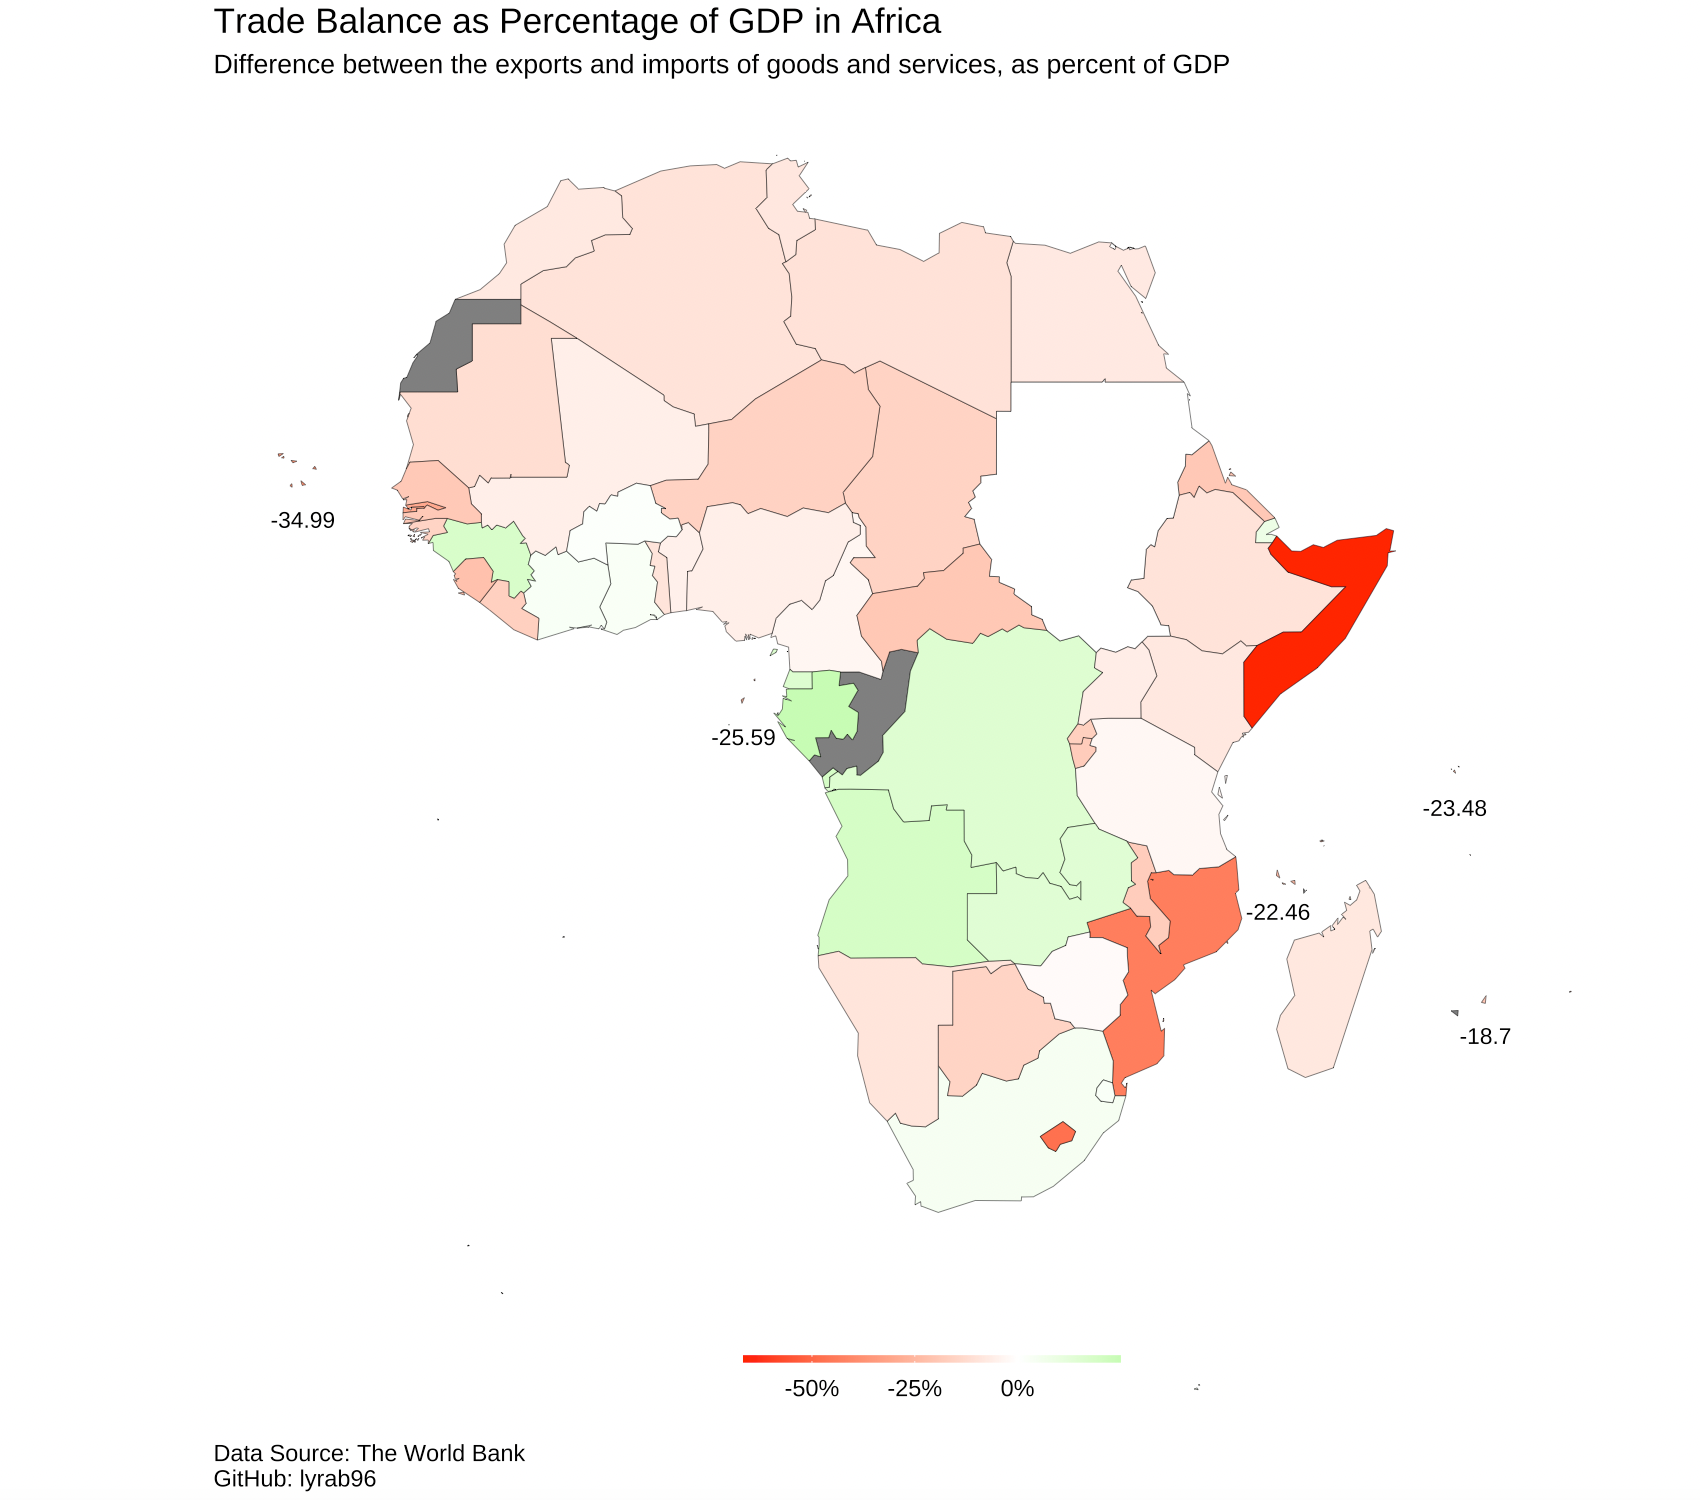 Trade Balance as Percentage of GDP in Africa
Difference between the exports and imports of goods and services, as percent of GDP
-34.99
-25.59
-23.48
-22.46
-18.7
-50%
-25%
0%
Data Source: The World Bank
GitHub: lyrab96